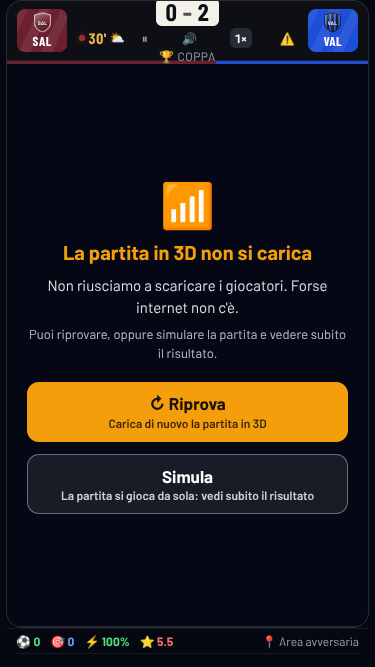 0 - 2
SAL
SAL
30'
1×
VAL
VAL
COPPA
La partita in 3D non si carica
Non riusciamo a scaricare i giocatori. Forse
internet non c'è.
Puoi riprovare, oppure simulare la partita e vedere subito
il risultato.
↻ Riprova
Carica di nuovo la partita in 3D
Simula
La partita si gioca da sola: vedi subito il risultato
0
0
100%
5.5
Area avversaria